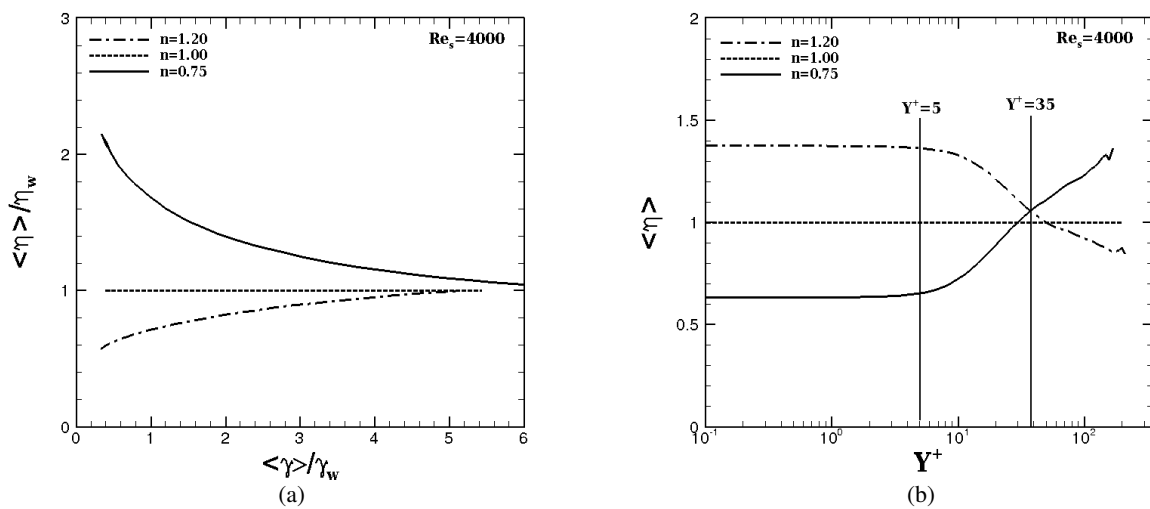 3
2
1
0
<η>/η_w
n=1.20
n=1.00
n=0.75
Re_s=4000
0 1 2 3 4 5 6
<γ>/γ_w
(a)
2
1.5
1
0.5
0
<η>
n=1.20
n=1.00
n=0.75
Re_s=4000
Y⁺=5
Y⁺=35
10⁻¹ 10⁰ 10¹ 10²
Y⁺
(b)